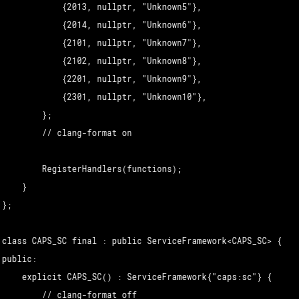 {2013, nullptr, "Unknown5"},
{2014, nullptr, "Unknown6"},
{2101, nullptr, "Unknown7"},
{2102, nullptr, "Unknown8"},
{2201, nullptr, "Unknown9"},
{2301, nullptr, "Unknown10"},
};
// clang-format on
RegisterHandlers(functions);
}
};
class CAPS_SC final : public ServiceFramework<CAPS_SC> {
public:
explicit CAPS_SC() : ServiceFramework{"caps:sc"} {
// clang-format off